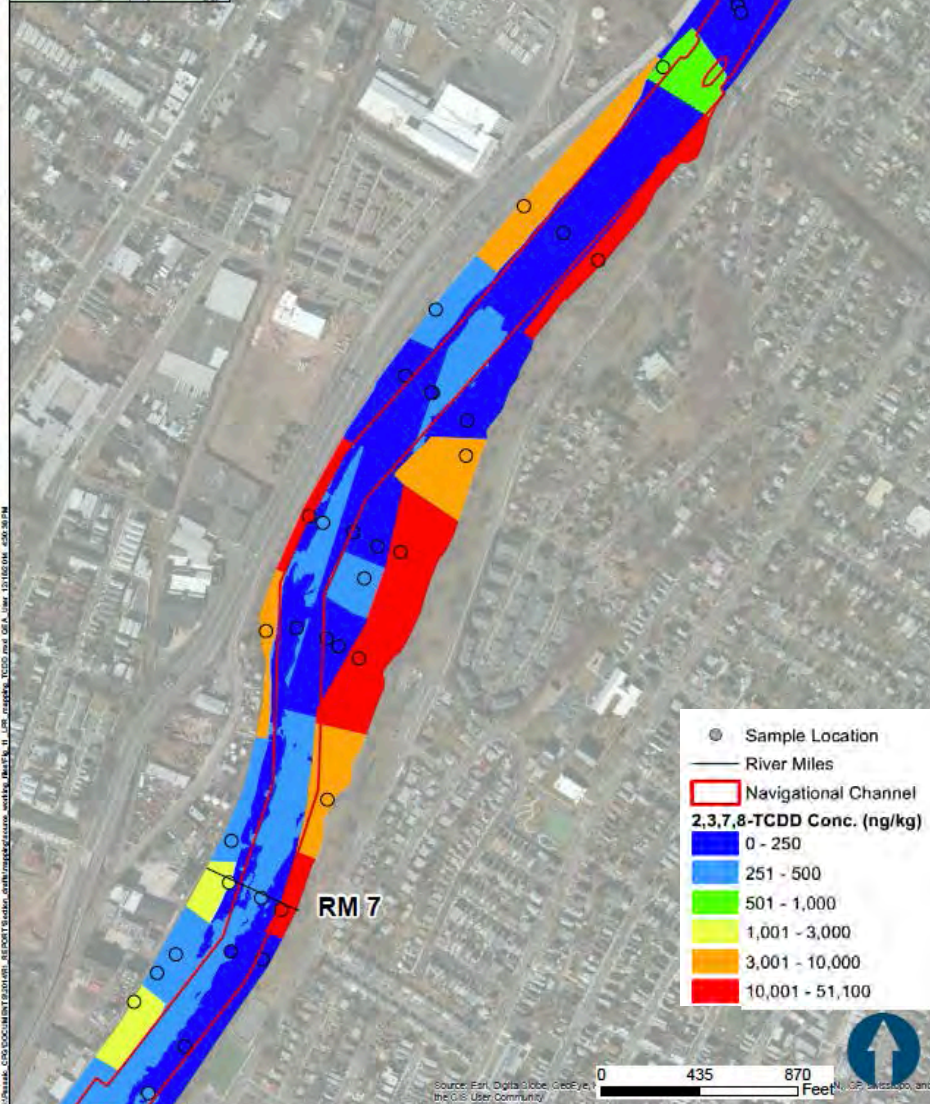 RM 7
Sample Location
River Miles
Navigational Channel
2,3,7,8-TCDD Conc. (ng/kg)
0 - 250
251 - 500
501 - 1,000
1,001 - 3,000
3,001 - 10,000
10,001 - 51,100
0 435 870
Feet
Source: Esri, Digital Globe, GeoEye,
the GIS User Community